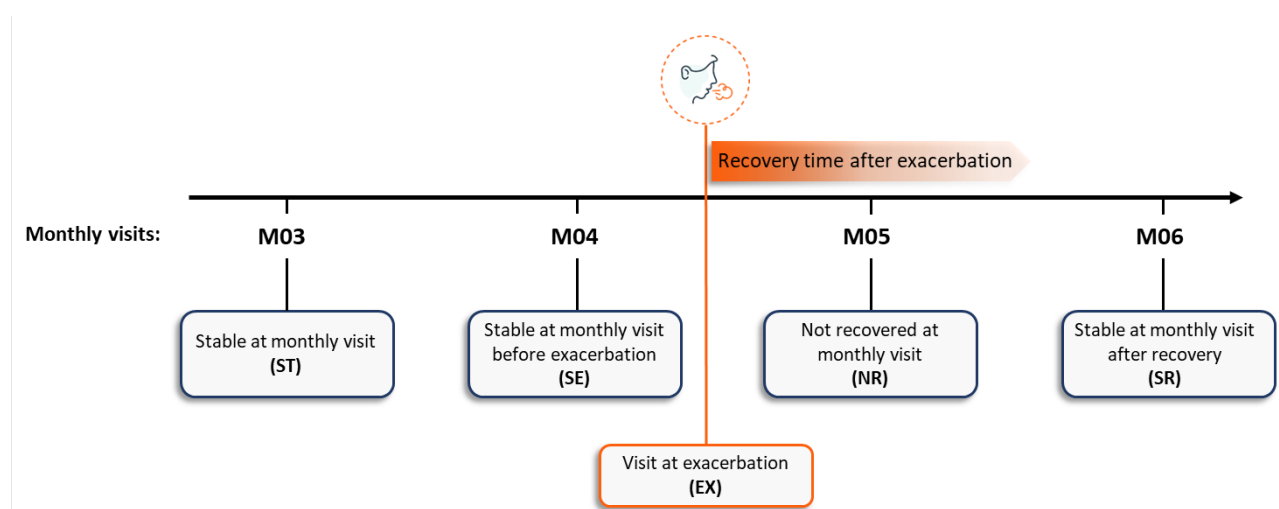 Recovery time after exacerbation
Monthly visits:
M03
M04
M05
M06
Stable at monthly visit
(ST)
Stable at monthly visit
before exacerbation
(SE)
Not recovered at
monthly visit
(NR)
Stable at monthly visit
after recovery
(SR)
Visit at exacerbation
(EX)